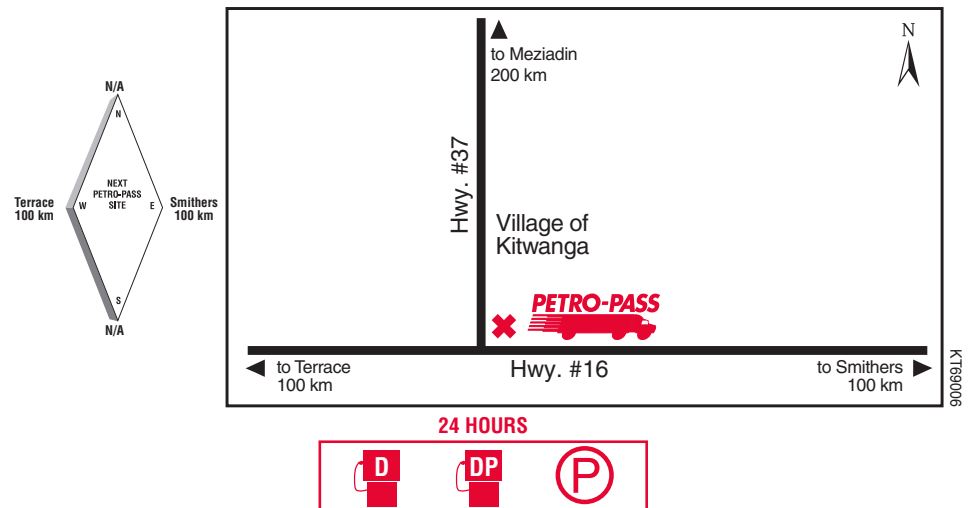 N/A
N
NEXT
PETRO-PASS
SITE
W
E
S
N/A
Terrace
100 km
Smithers
100 km
to Meziadin
200 km
N
Hwy. #37
Village of
Kitwanga
PETRO-PASS
to Terrace
100 km
Hwy. #16
to Smithers
100 km
KT69006
24 HOURS
D
DP
P